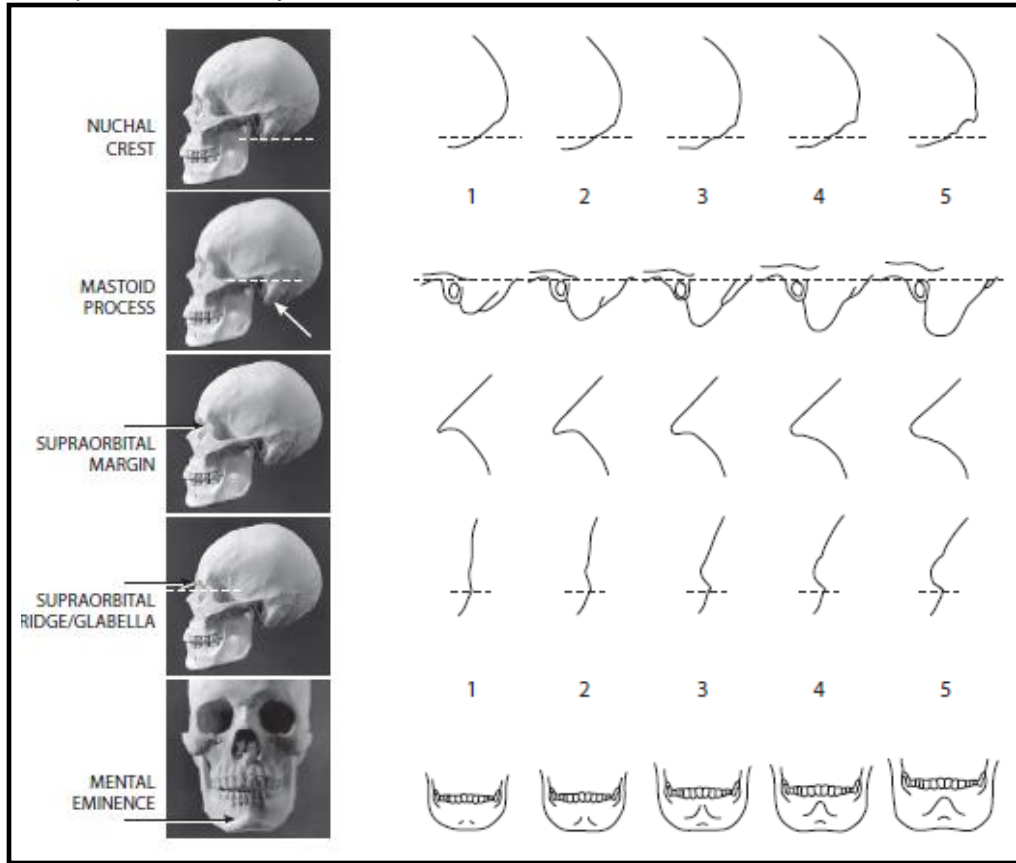 NUCHAL
CREST
1 2 3 4 5
MASTOID
PROCESS
SUPRAORBITAL
MARGIN
SUPRAORBITAL
RIDGE/GLABELLA
1 2 3 4 5
MENTAL
EMINENCE